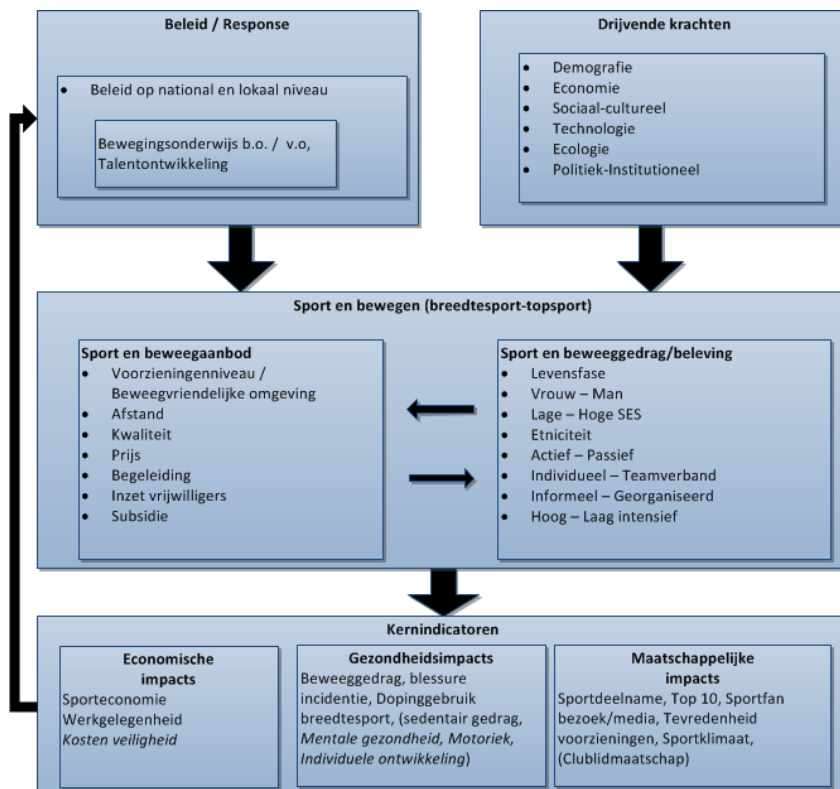 Beleid / Response
• Beleid op national en lokaal niveau
Bewegingsonderwijs b.o. / v.o,
Talentontwikkeling
Drijvende krachten
• Demografie
• Economie
• Sociaal-cultureel
• Technologie
• Ecologie
• Politiek-Institutioneel
Sport en bewegen (breedtesport-topsport)
Sport en beweegaanbod
• Voorzieningenniveau /
Beweegvriendelijke omgeving
• Afstand
• Kwaliteit
• Prijs
• Begeleiding
• Inzet vrijwilligers
• Subsidie
Sport en beweeggedrag/beleving
• Levensfase
• Vrouw – Man
• Lage – Hoge SES
• Etniciteit
• Actief – Passief
• Individueel – Teamverband
• Informeel – Georganiseerd
• Hoog – Laag intensief
Kernindicatoren
Economische
impacts
Sporteconomie
Werkgelegenheid
Kosten veiligheid
Gezondheidsimpacts
Beweeggedrag, blessure
incidentie, Dopinggebruik
breedtesport, (sedentair gedrag,
Mentale gezondheid, Motoriek,
Individuele ontwikkeling)
Maatschappelijke
impacts
Sportdeelname, Top 10, Sportfan
bezoek/media, Tevredenheid
voorzieningen, Sportklimaat,
(Clublidmaatschap)